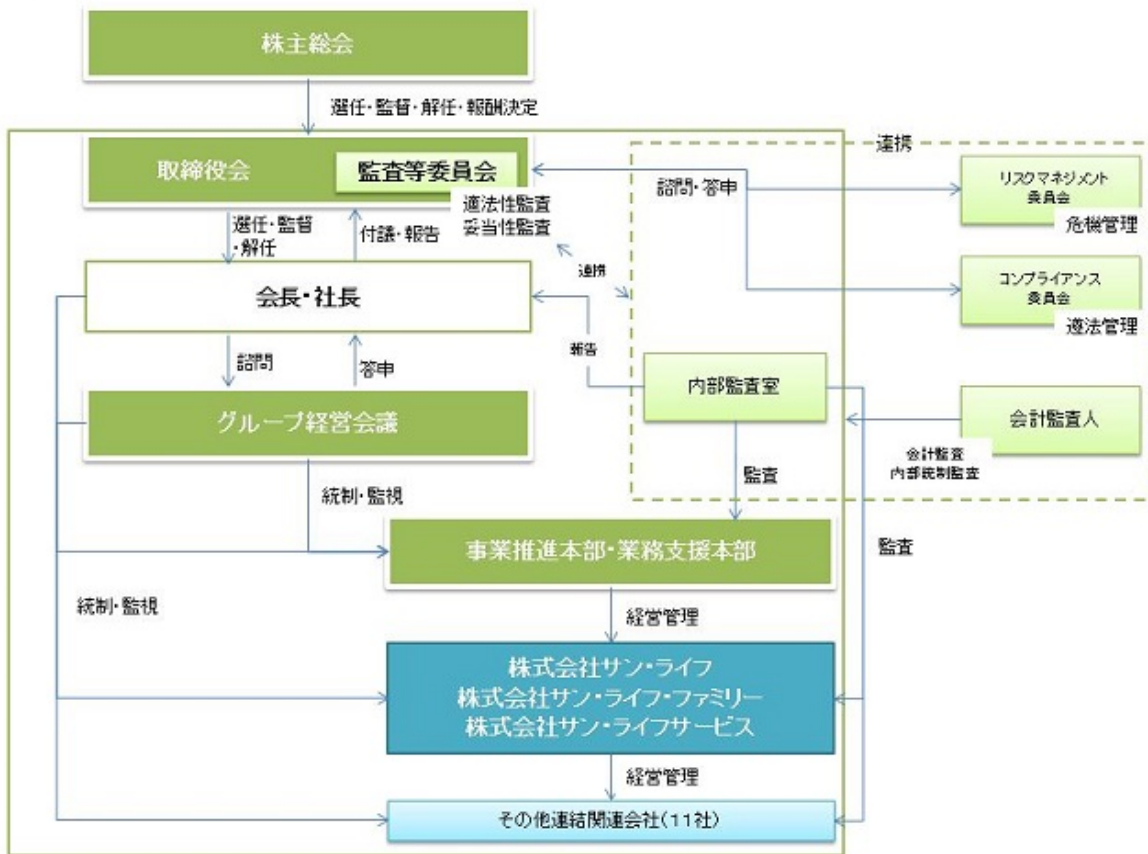 株主総会
選任・監督・解任・報酬決定
取締役会
監査等委員会
連携
適法性監査
妥当性監査
諮問・答申
リスクマネジメント
委員会
危機管理
選任・監督
・解任
付議・報告
連携
会長・社長
コンプライアンス
委員会
遵法管理
諮問
答申
報告
内部監査室
グループ経営会議
会計監査人
会計監査
内部統制監査
統制・監視
監査
事業推進本部・業務支援本部
監査
統制・監視
経営管理
株式会社サン・ライフ
株式会社サン・ライフ・ファミリー
株式会社サン・ライフサービス
経営管理
その他連結関連会社(11社)